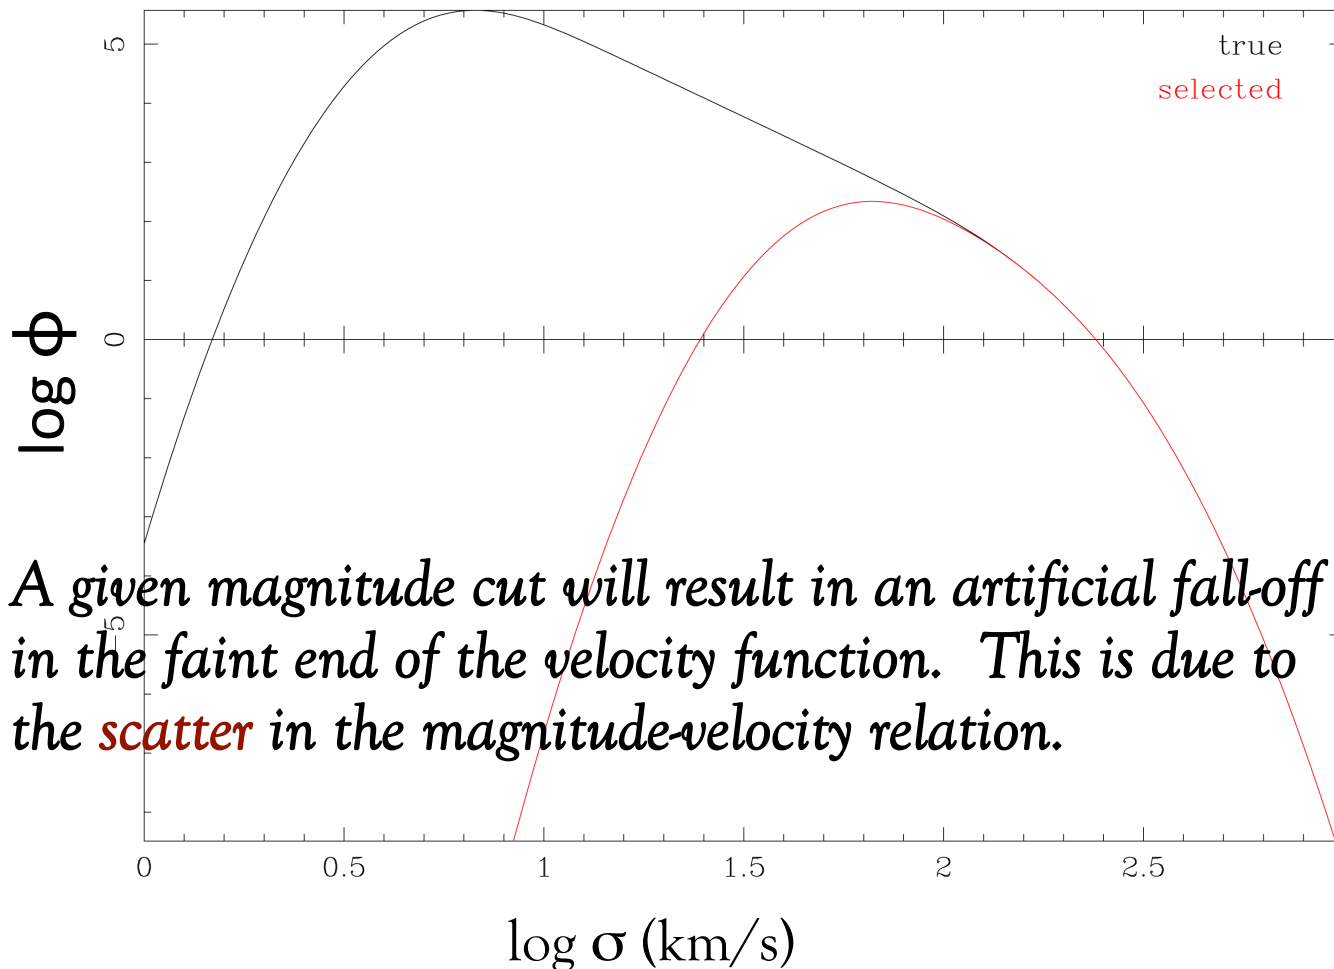 5
true
selected
0
log ϕ
A given magnitude cut will result in an artificial fall-off
-5
in the faint end of the velocity function. This is due to
the scatter in the magnitude-velocity relation.
0 0.5 1 1.5 2 2.5
log σ (km/s)